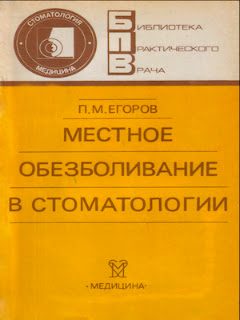 СТОМАТОЛОГИЯ
МЕДИЦИНА
БИБЛИОТЕКА
ПРАКТИЧЕСКОГО
ВРАЧА
П.М.ЕГОРОВ
МЕСТНОЕ
ОБЕЗБОЛИВАНИЕ
В СТОМАТОЛОГИИ
«МЕДИЦИНА»